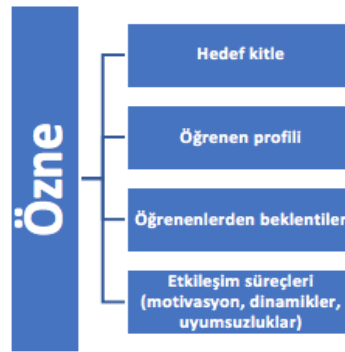 Özne
Hedef kitle
Öğrenen profili
Öğrenenlerden beklentiler
Etkileşim süreçleri
(motivasyon, dinamikler,
uyumsuzluklar)